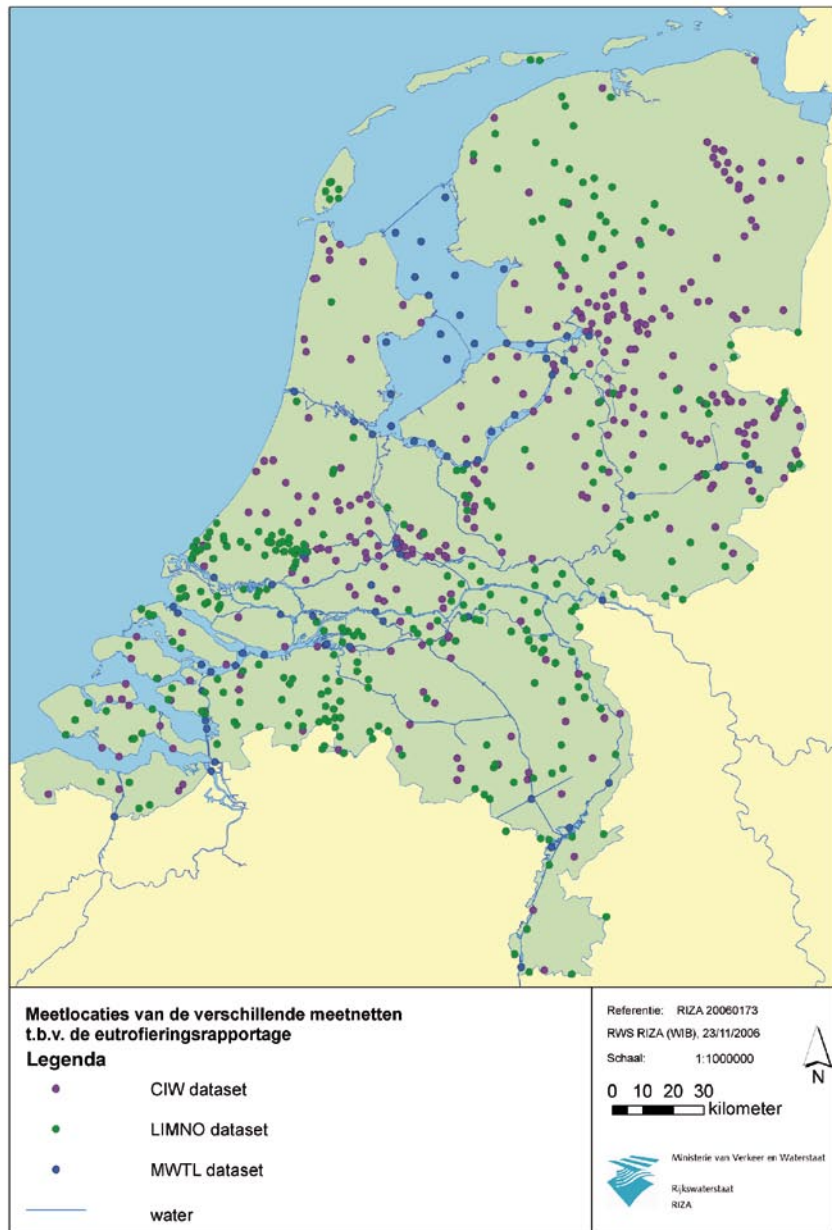 Meetlocaties van de verschillende meetnetten
t.b.v. de eutrofieringsrapportage
Legenda
CIW dataset
LIMNO dataset
MWTL dataset
water
Referentie: RIZA 20060173
RWS RIZA (WIB), 23/11/2006
Schaal: 1:1000000
N
0 10 20 30
kilometer
Ministerie van Verkeer en Waterstaat
Rijkswaterstaat
RIZA